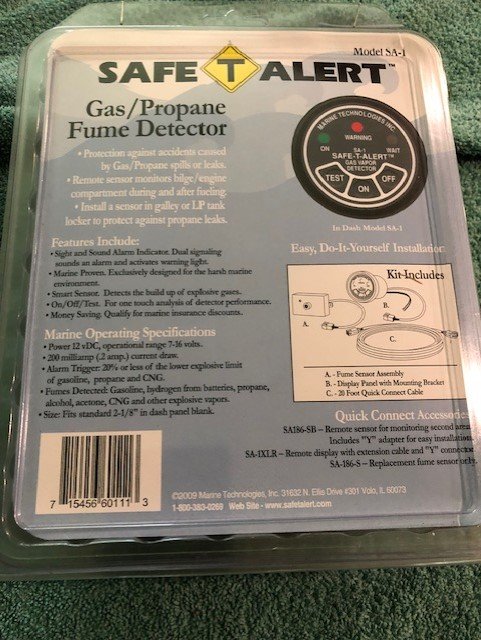 Model SA-1
SAFE T ALERT™
Gas/Propane
Fume Detector
• Protection against accidents caused
by Gas/Propane spills or leaks.
• Remote sensor monitors bilge/engine
compartment during and after fueling.
• Install a sensor in galley or LP tank
locker to protect against propane leaks.
MARINE TECHNOLOGIES INC.
WARNING
ON
SA-1
WAIT
SAFE-T-ALERT™
GAS VAPOR
DETECTOR
TEST
ON
OFF
In Dash Model SA-1
Features Include:
• Sight and Sound Alarm Indicator. Dual signaling
sounds an alarm and activates warning light.
• Marine Proven. Exclusively designed for the harsh marine
environment.
• Smart Sensor. Detects the build up of explosive gases.
• On/Off/Test. For one touch analysis of detector performance.
• Money Saving. Qualify for marine insurance discounts.
Marine Operating Specifications
• Power 12 vDC, operational range 7-16 volts.
• 200 milliamp (.2 amp.) current draw.
• Alarm Trigger: 20% or less of the lower explosive limit
of gasoline, propane and CNG.
• Fumes Detected: Gasoline, hydrogen from batteries, propane,
alcohol, acetone, CNG and other explosive vapors.
• Size: Fits standard 2-1/8" in dash panel blank.
Easy, Do-It-Yourself Installation
Kit Includes
A.
B.
C.
A. - Fume Sensor Assembly
B. - Display Panel with Mounting Bracket
C. - 20 Foot Quick Connect Cable
Quick Connect Accessories
SA186-SB – Remote sensor for monitoring second area
Includes "Y" adapter for easy installation
SA-1XLR – Remote display with extension cable and "Y" connector
SA-186-S – Replacement fume sensor only.
7 15456 60111 3
©2009 Marine Technologies, Inc. 31632 N. Ellis Drive #301 Volo, IL 60073
1-800-383-0269 Web Site - www.safetalert.com